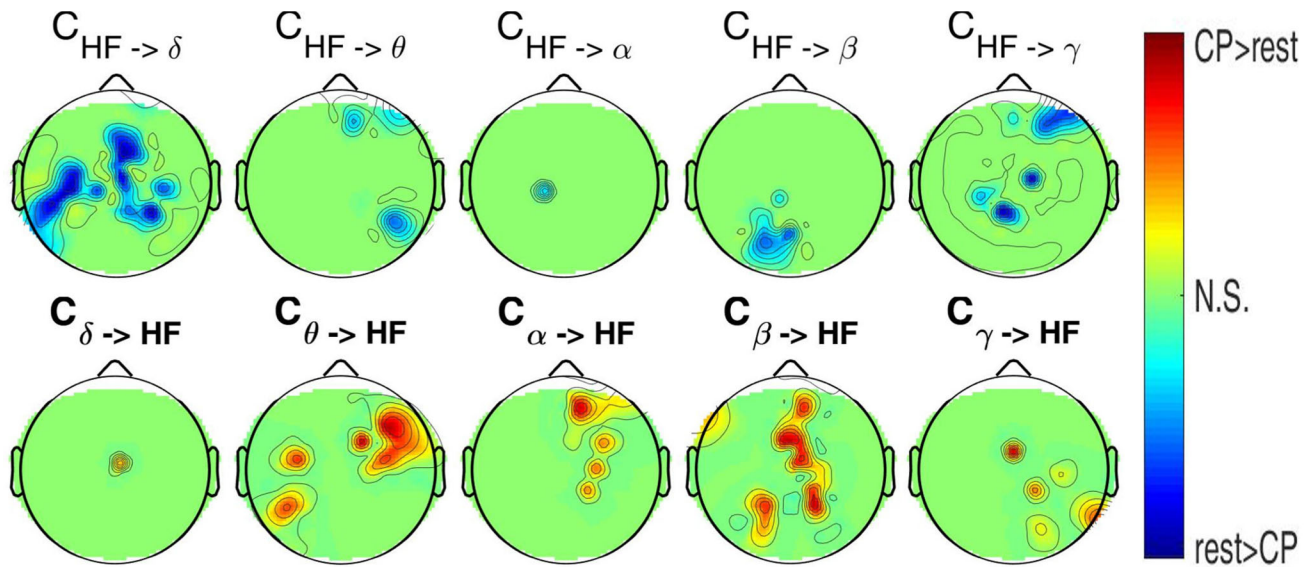 C HF -> δ
C HF -> θ
C HF -> α
C HF -> β
C HF -> γ
CP>rest
N.S.
rest>CP
C δ -> HF
C θ -> HF
C α -> HF
C β -> HF
C γ -> HF